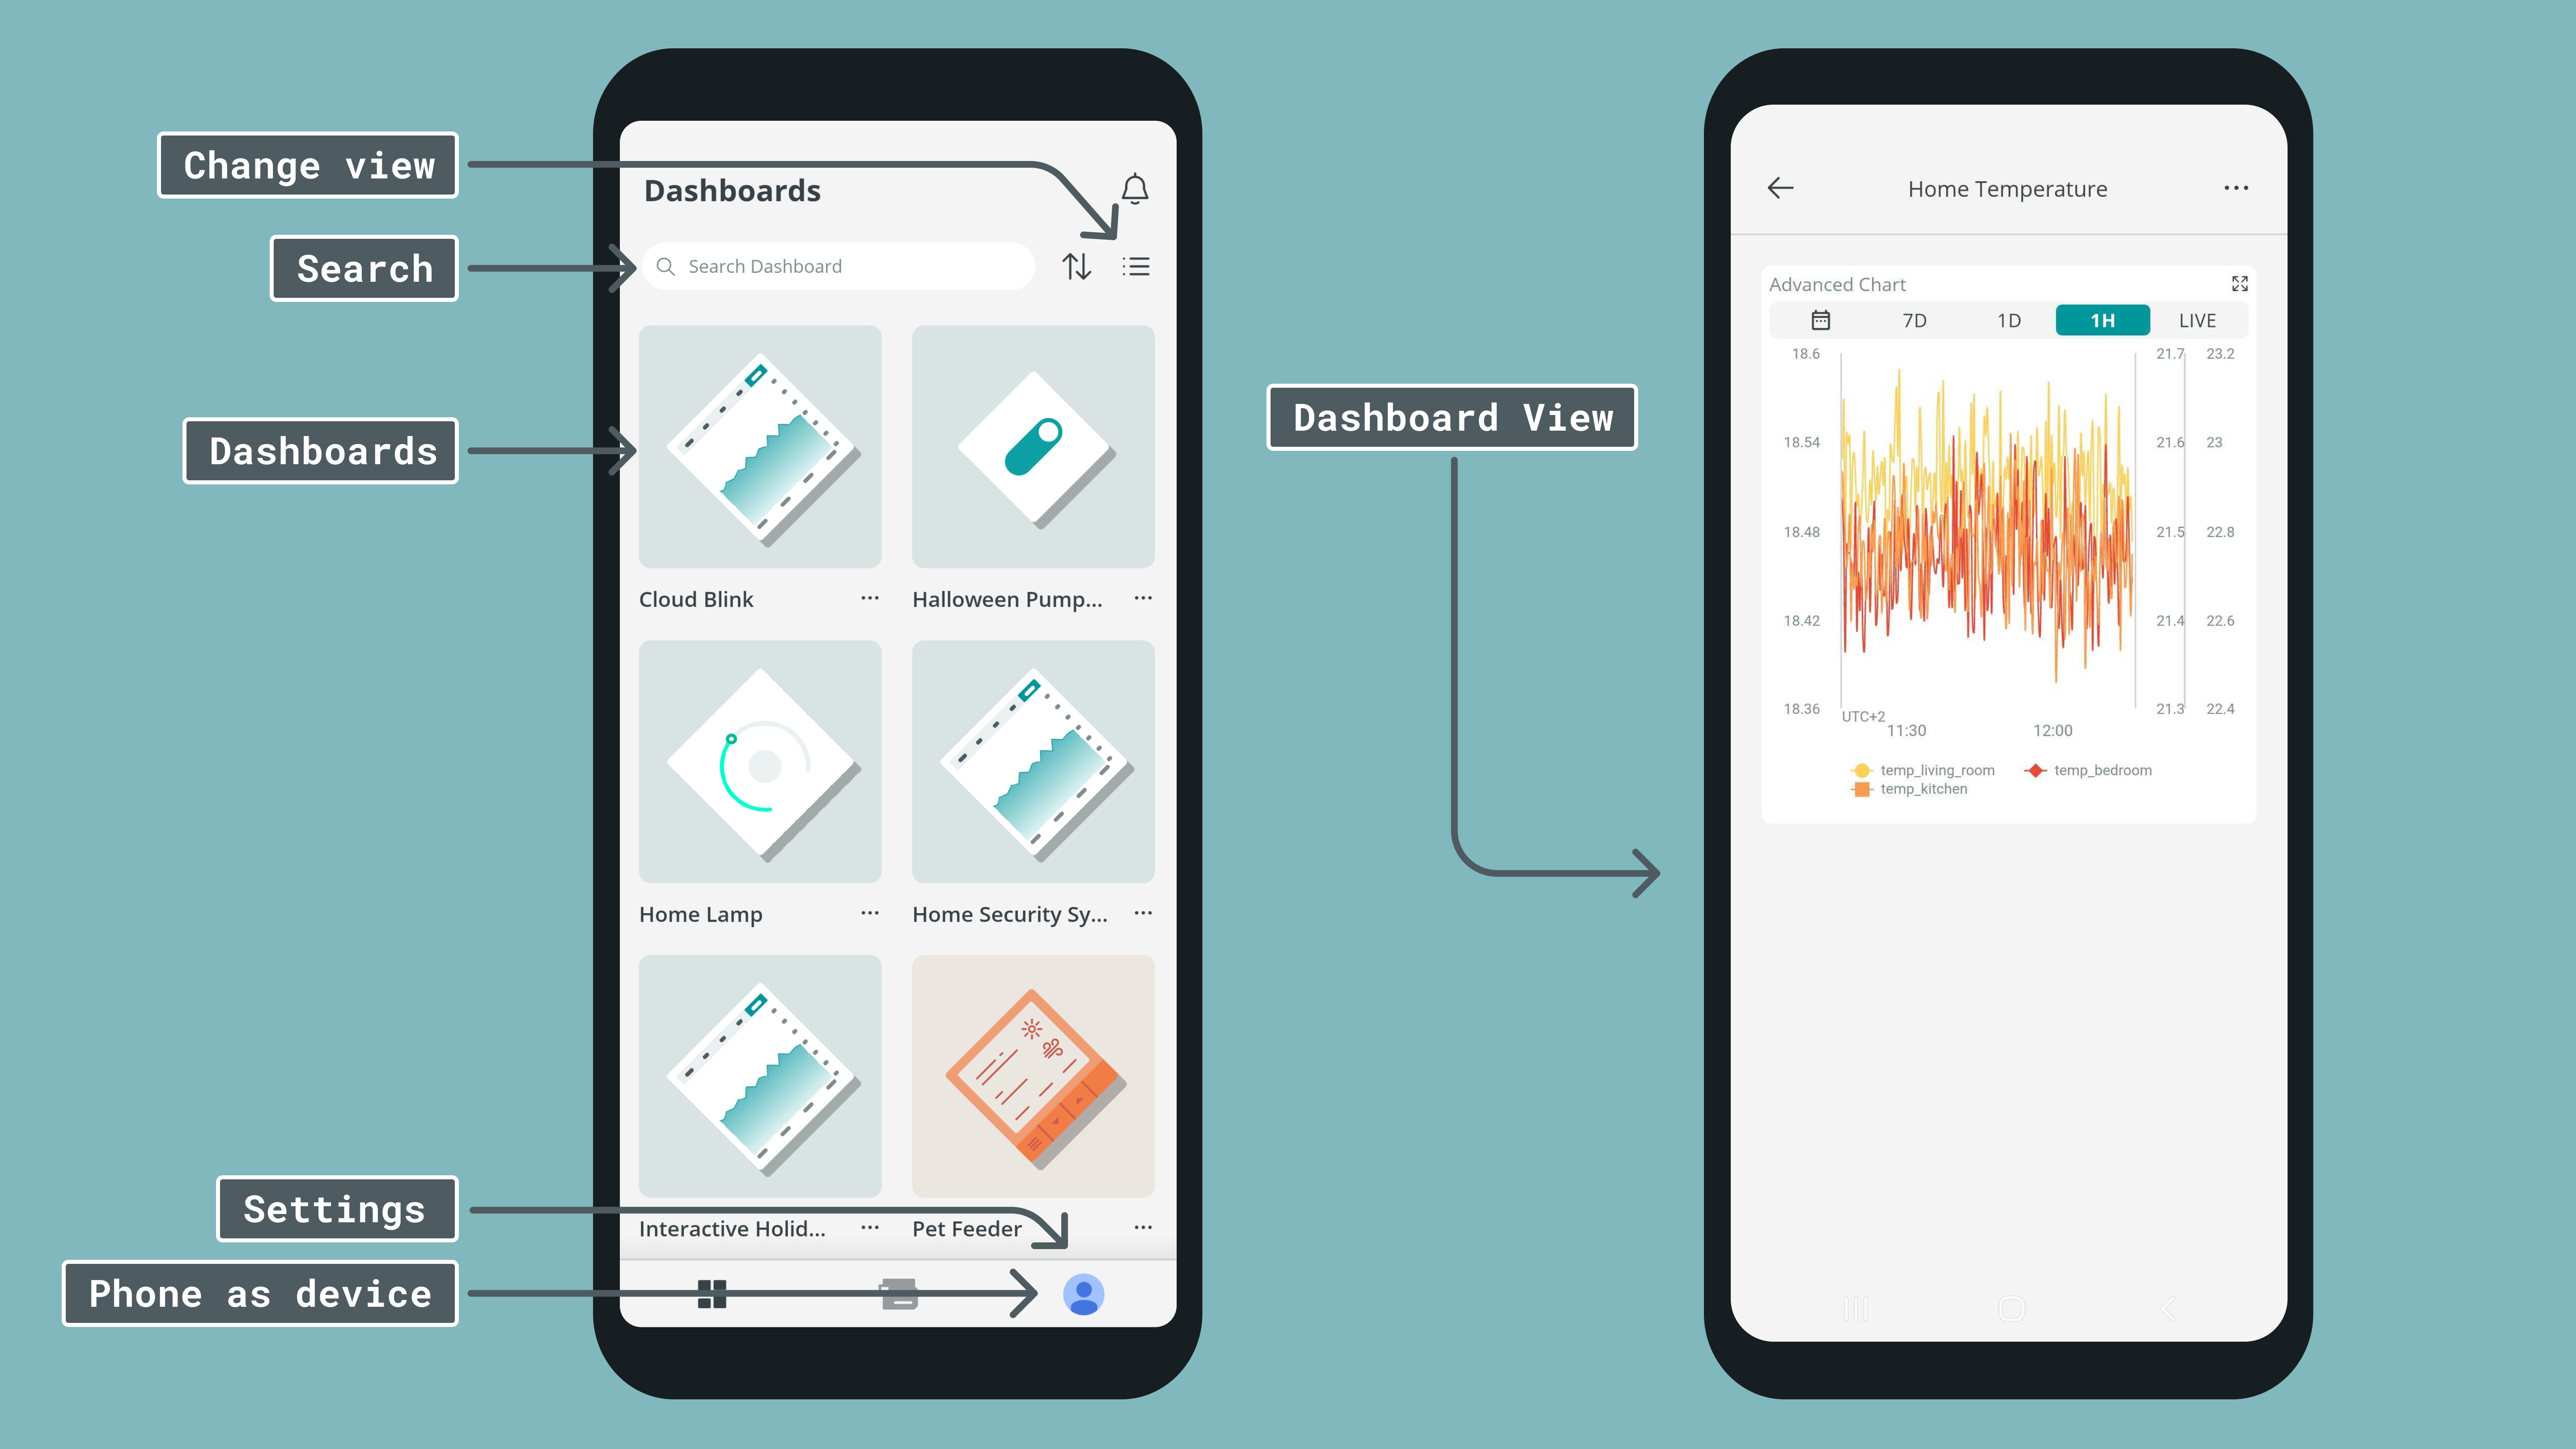 Change view
Search
Dashboards
Settings
Phone as device
Dashboards
Search Dashboard
Cloud Blink
Halloween Pump...
Home Lamp
Home Security Sy...
Interactive Holid...
Pet Feeder
Dashboard View
Home Temperature
Advanced Chart
7D 1D 1H LIVE
18.6 21.7 23.2
18.54 21.6 23
18.48 21.5 22.8
18.42 21.4 22.6
18.36 21.3 22.4
UTC+2
11:30 12:00
temp_living_room temp_bedroom
temp_kitchen